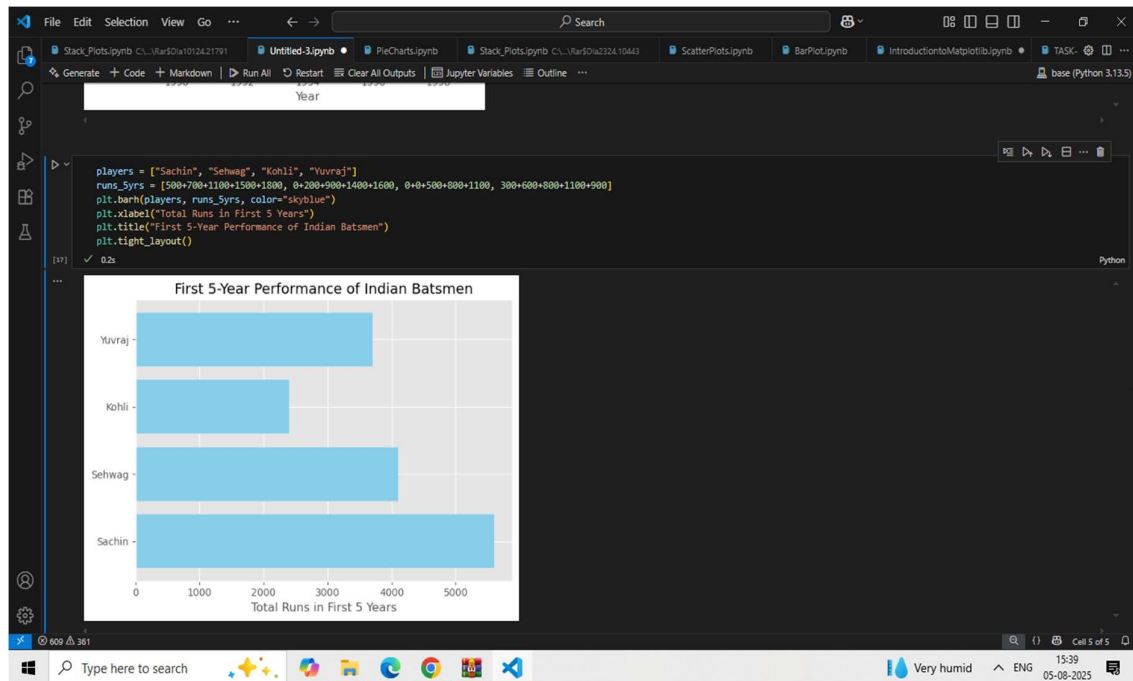 File Edit Selection View Go ··· ← → Search
Stack_Plots.ipynb C:\...\Rar$DIa10124.21791 Untitled-3.ipynb ● PieCharts.ipynb Stack_Plots.ipynb C:\...\Rar$DIa2324.10443 ScatterPlots.ipynb BarPlot.ipynb IntroductiontoMatplotlib.ipynb ● TASK-
Generate + Code + Markdown | Run All Restart Clear All Outputs | Jupyter Variables Outline ··· base (Python 3.13.5)
Year
players = ["Sachin", "Sehwag", "Kohli", "Yuvraj"]
runs_5yrs = [500+700+1100+1500+1800, 0+200+900+1400+1600, 0+0+500+800+1100, 300+600+800+1100+900]
plt.barh(players, runs_5yrs, color="skyblue")
plt.xlabel("Total Runs in First 5 Years")
plt.title("First 5-Year Performance of Indian Batsmen")
plt.tight_layout()
[17] ✓ 0.2s Python
First 5-Year Performance of Indian Batsmen
Yuvraj
Kohli
Sehwag
Sachin
0 1000 2000 3000 4000 5000
Total Runs in First 5 Years
609 361 Cell 5 of 5
Type here to search Very humid ENG 15:39
05-08-2025